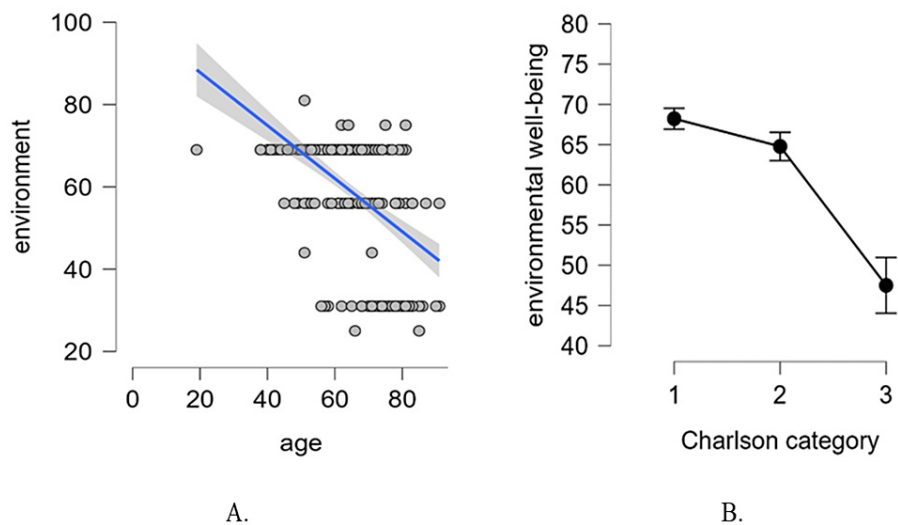 100
80
60
40
20
environment
0 20 40 60 80
age
A.
80
75
70
65
60
55
50
45
40
environmental well-being
1 2 3
Charlson category
B.